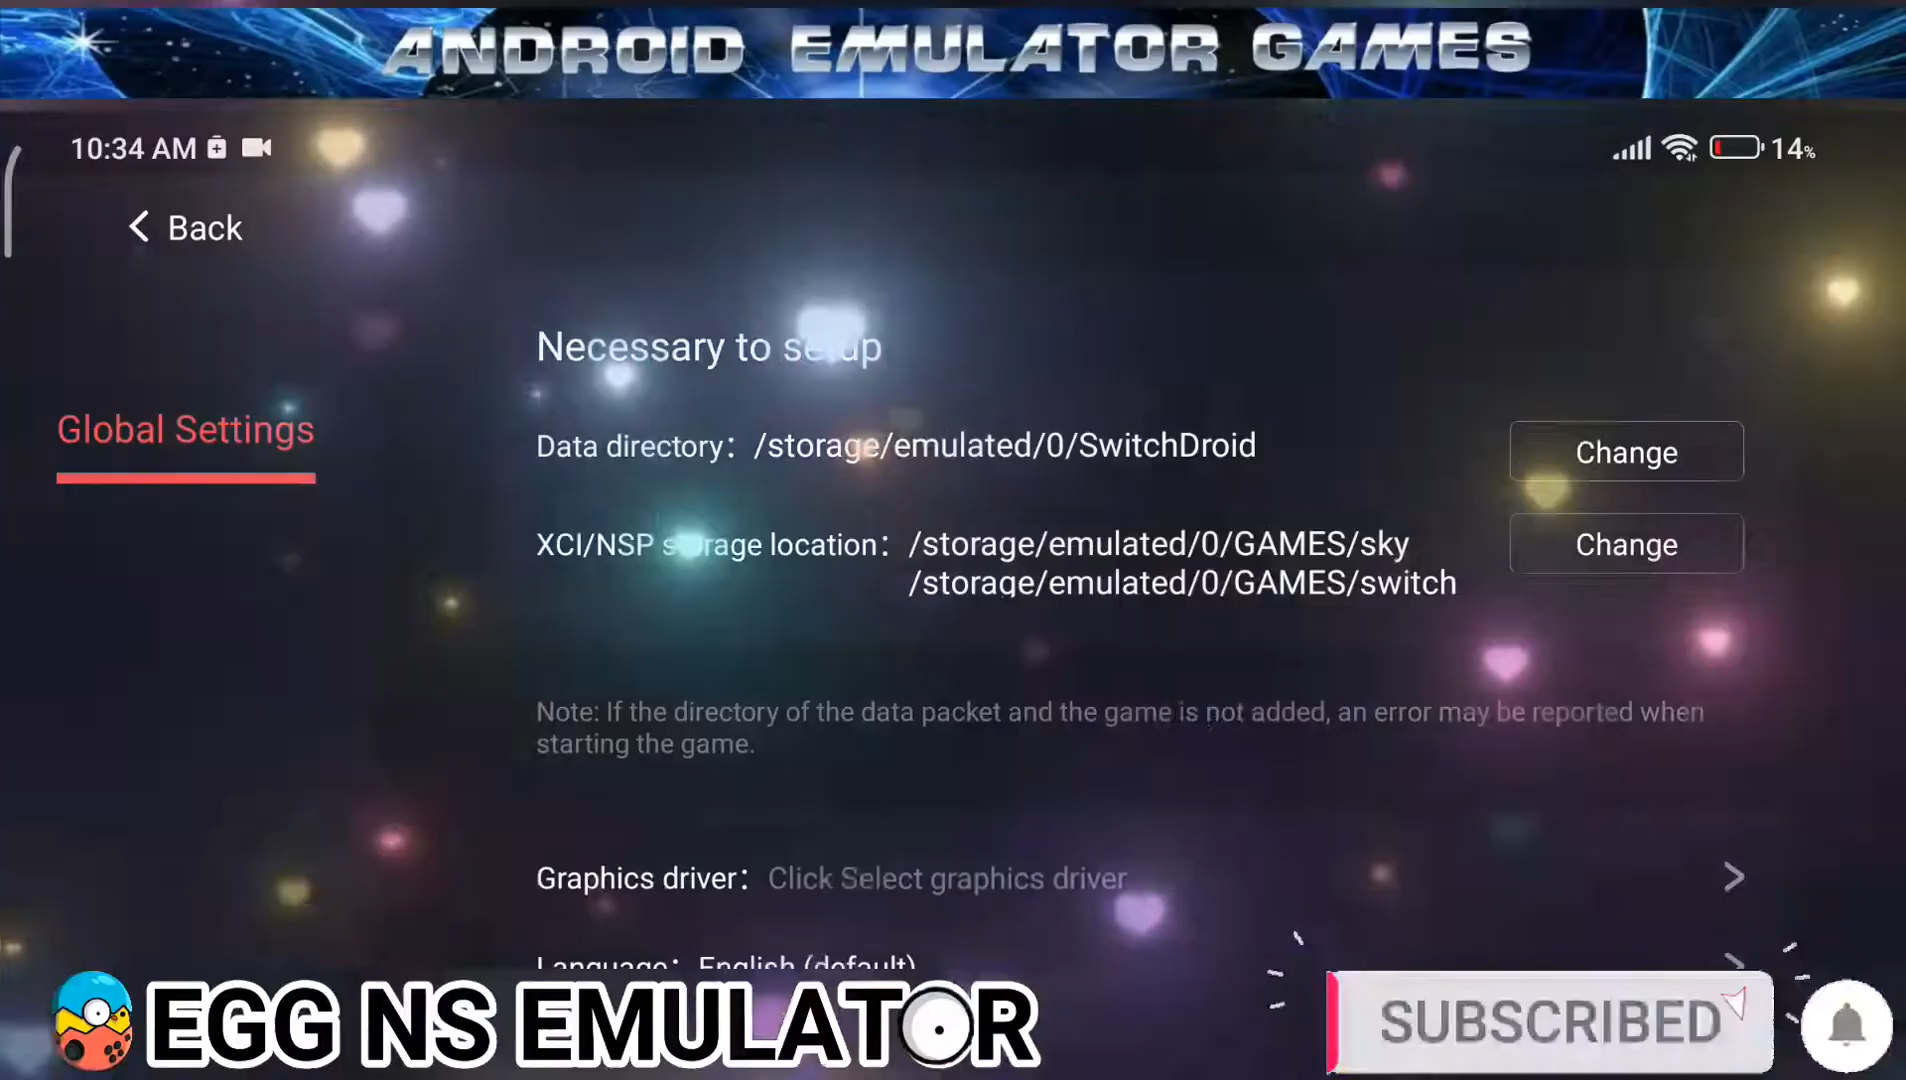 ANDROID EMULATOR GAMES
10:34 AM
14%
Back
Necessary to setup
Global Settings
Data directory: /storage/emulated/0/SwitchDroid
Change
XCI/NSP storage location: /storage/emulated/0/GAMES/sky
Change
/storage/emulated/0/GAMES/switch
Note: If the directory of the data packet and the game is not added, an error may be reported when
starting the game.
Graphics driver: Click Select graphics driver
Language: English (default)
EGG NS EMULATOR
SUBSCRIBED